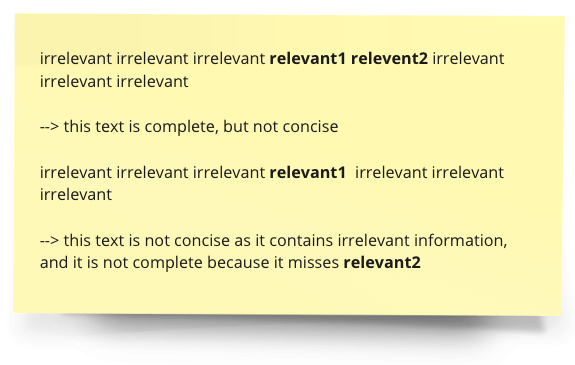 irrelevant irrelevant irrelevant relevant1 relevent2 irrelevant
irrelevant irrelevant
--> this text is complete, but not concise
irrelevant irrelevant irrelevant relevant1 irrelevant irrelevant
irrelevant
--> this text is not concise as it contains irrelevant information,
and it is not complete because it misses relevant2